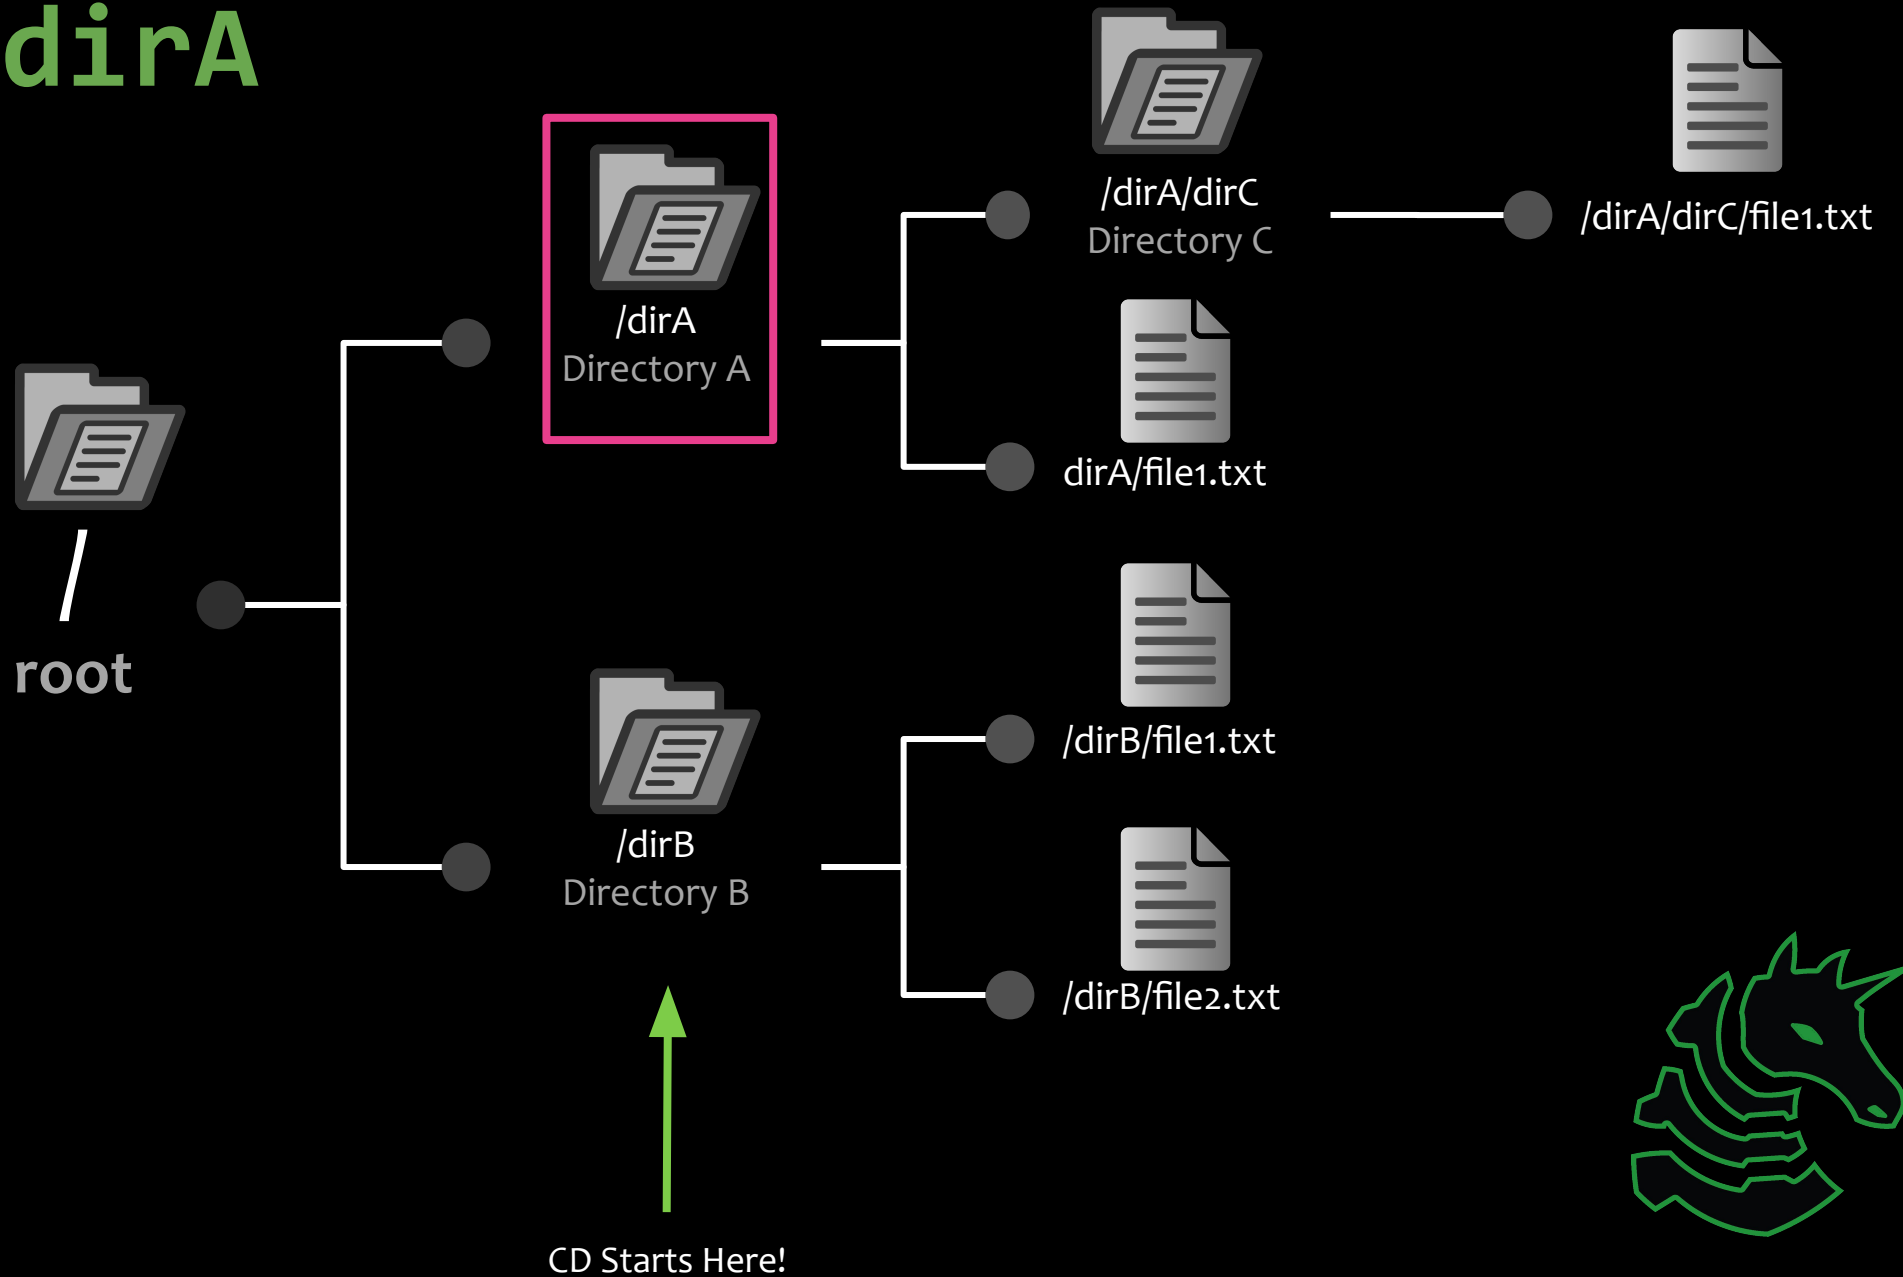 dirA
/dirA/dirC
Directory C
/dirA/dirC/file1.txt
/dirA
Directory A
dirA/file1.txt
/
root
/dirB/file1.txt
/dirB
Directory B
/dirB/file2.txt
CD Starts Here!